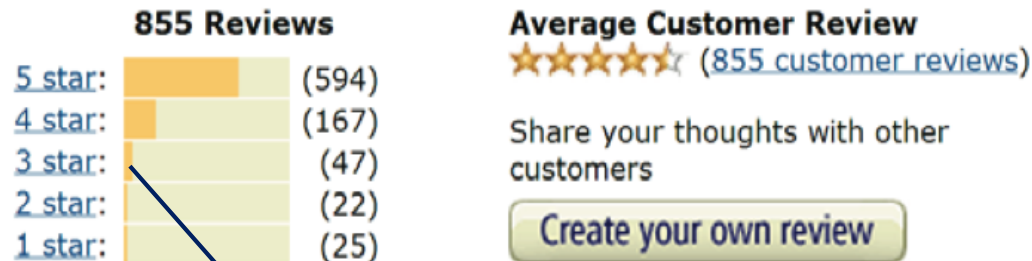 855 Reviews
5 star: (594)
4 star: (167)
3 star: (47)
2 star: (22)
1 star: (25)
Average Customer Review
(855 customer reviews)
Share your thoughts with other
customers
Create your own review